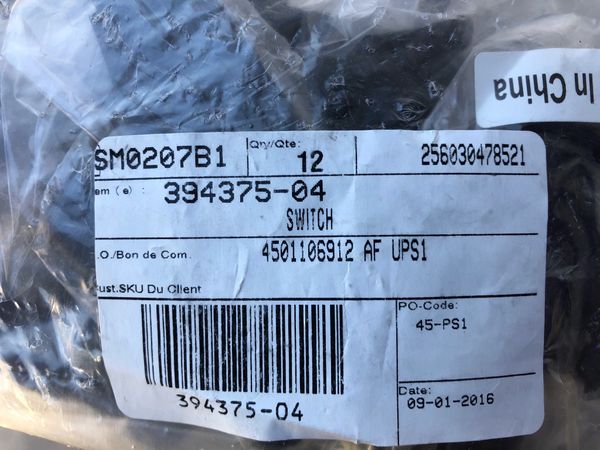 In China
SM0207B1 Qty/Qte: 12 256030478521
em (e) : 394375-04
SWITCH
.O./Bon de Com. 4501106912 AF UPS1
ust.SKU Du Client
PO-Code:
45-PS1
394375-04
Date:
09-01-2016